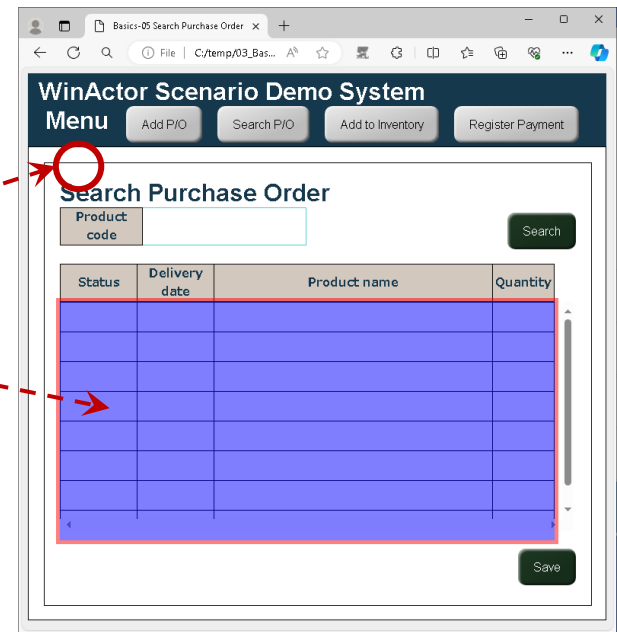 Basics-05 Search Purchase Order
File | C:/temp/03_Bas...
WinActor Scenario Demo System
Menu Add P/O Search P/O Add to Inventory Register Payment
Search Purchase Order
Product
code
Search
Status Delivery
date Product name Quantity
Save